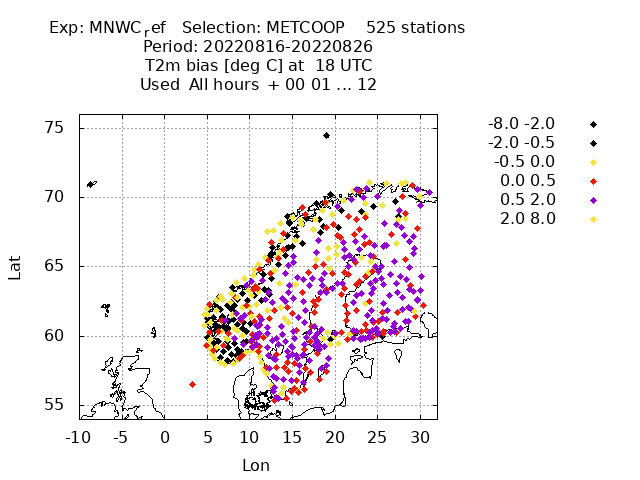 Exp: MNWC_ref   Selection: METCOOP    525 stations
Period: 20220816-20220826
T2m bias [deg C] at  18 UTC
Used  All hours  + 00 01 ... 12
-8.0 -2.0
-2.0 -0.5
-0.5 0.0
0.0 0.5
0.5 2.0
2.0 8.0
75
70
65
60
55
Lat
-10 -5 0 5 10 15 20 25 30
Lon